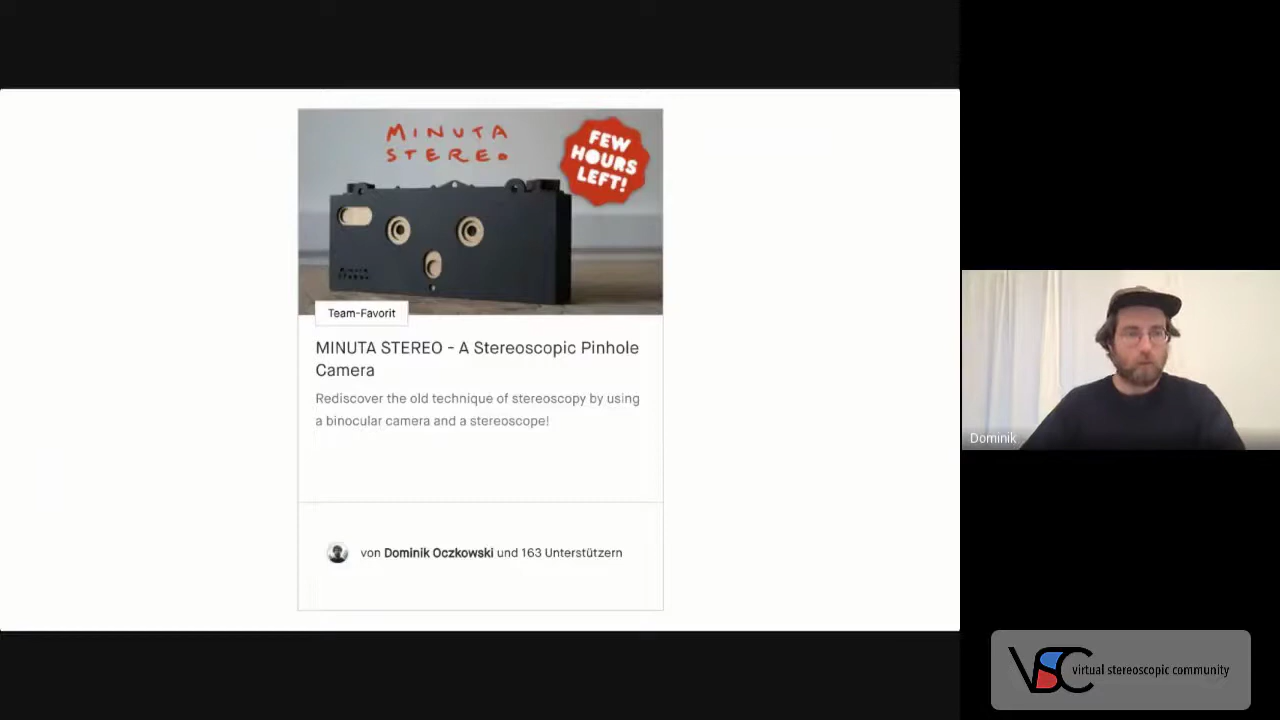 MINUTA
STEREO
FEW
HOURS
LEFT!
MINUTA
STEREO
Team-Favorit
MINUTA STEREO - A Stereoscopic Pinhole
Camera
Rediscover the old technique of stereoscopy by using
a binocular camera and a stereoscope!
von Dominik Oczkowski und 163 Unterstützern
Dominik
VSC virtual stereoscopic community